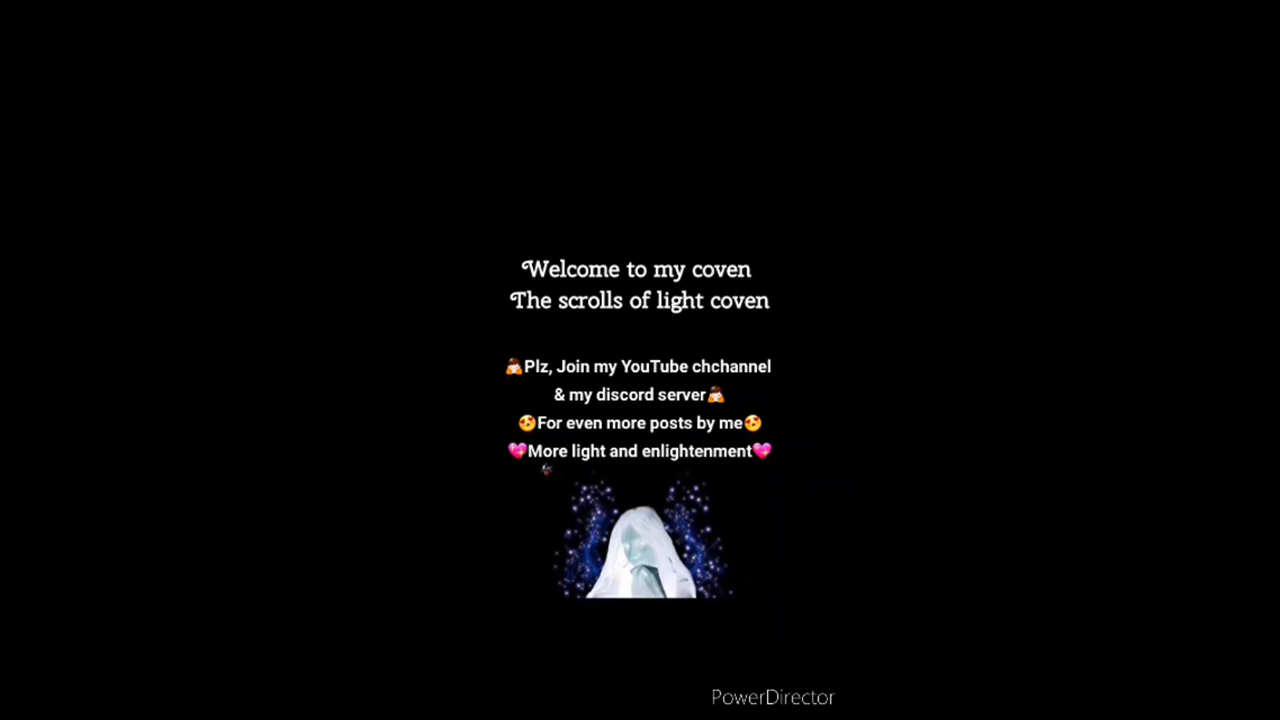 Welcome to my coven
The scrolls of light coven
🙇Plz, Join my YouTube chchannel
& my discord server🙇
😍For even more posts by me😍
💖More light and enlightenment💖
PowerDirector